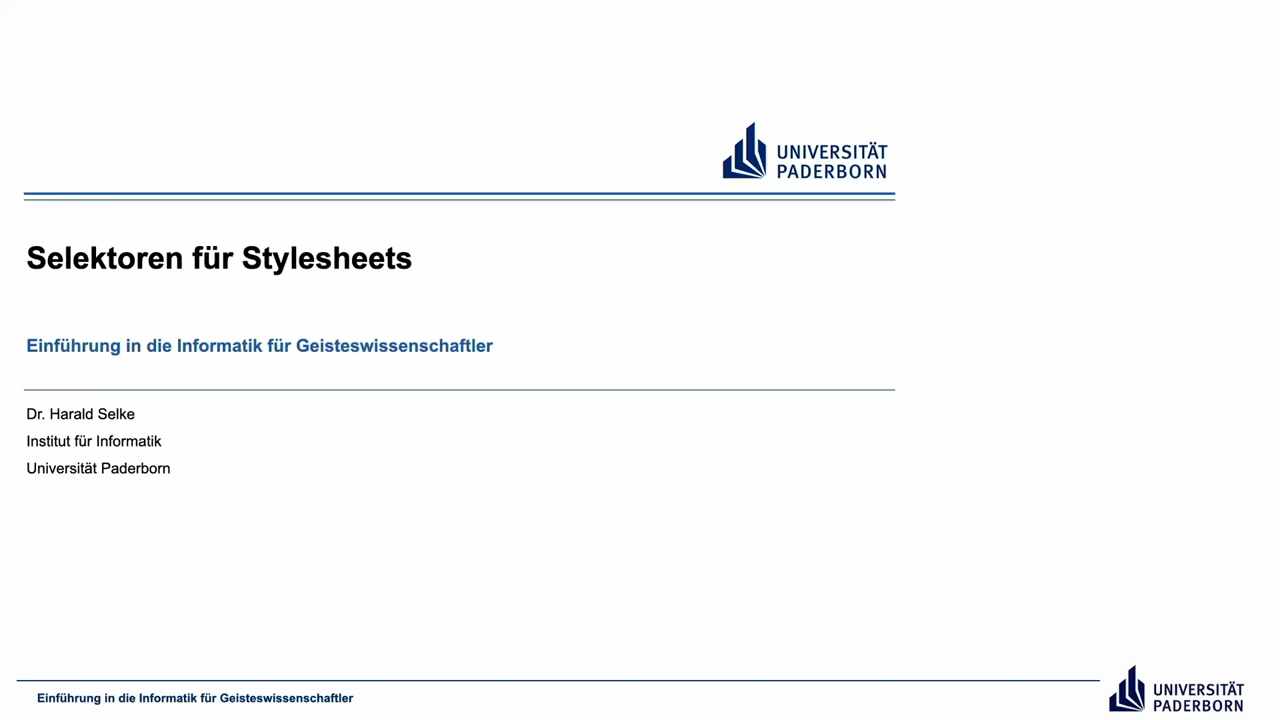 UNIVERSITÄT
PADERBORN
Selektoren für Stylesheets
Einführung in die Informatik für Geisteswissenschaftler
Dr. Harald Selke
Institut für Informatik
Universität Paderborn
Einführung in die Informatik für Geisteswissenschaftler
UNIVERSITÄT
PADERBORN